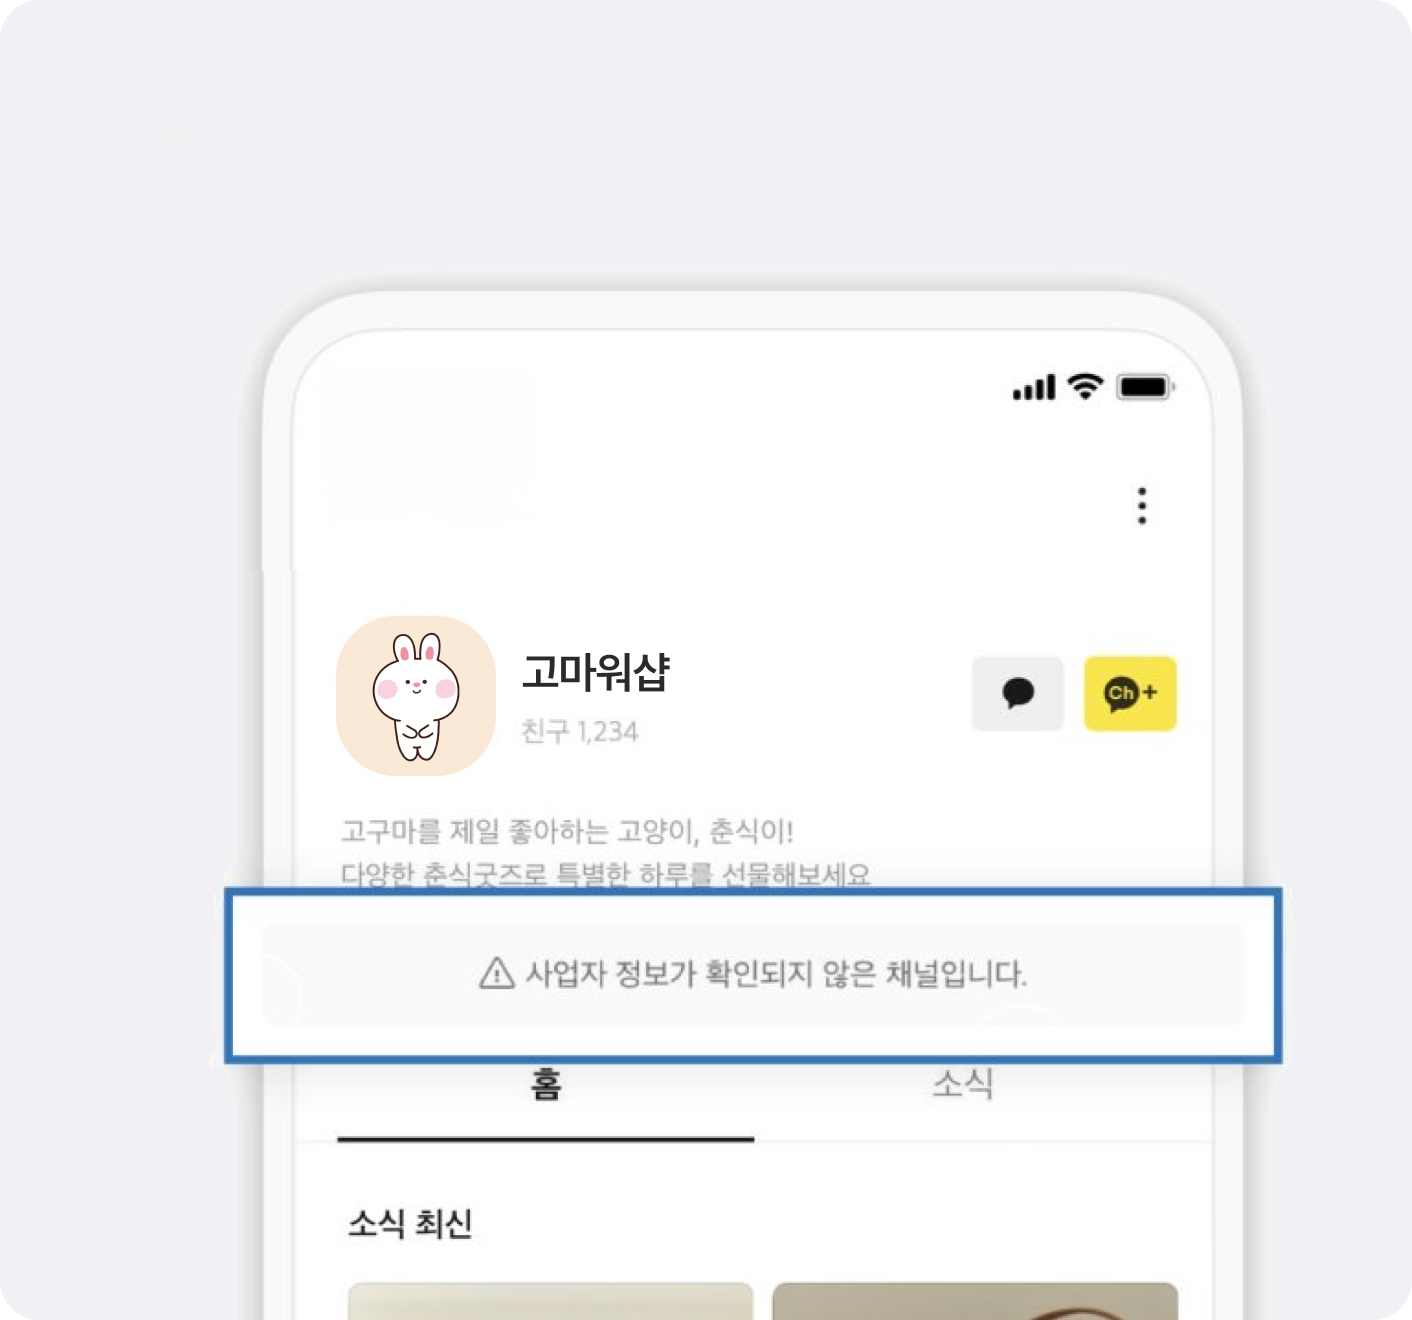 고마워샵
친구 1,234
Ch+
고구마를 제일 좋아하는 고양이, 춘식이!
다양한 춘식굿즈로 특별한 하루를 선물해보세요
사업자 정보가 확인되지 않은 채널입니다.
홈 소식
소식 최신